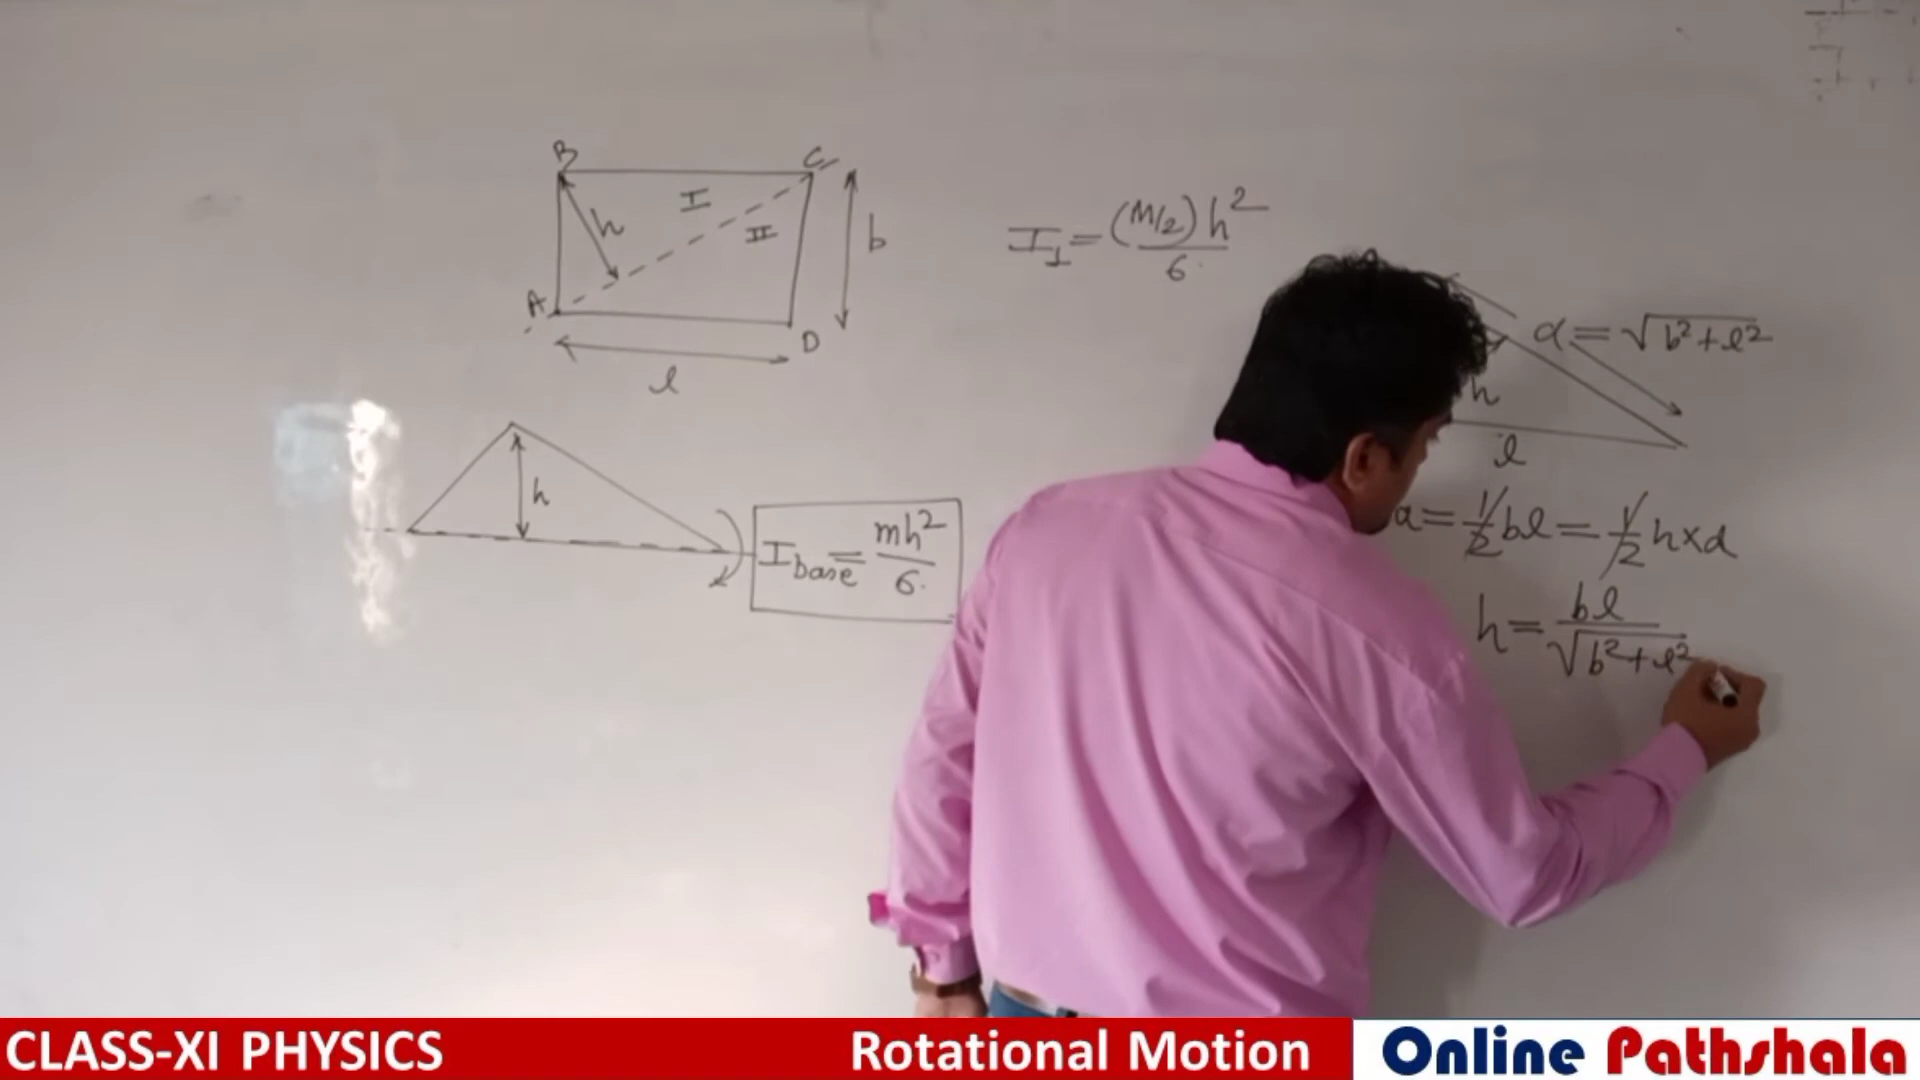 B
C
I
h
II
b
A
D
l
I₁ = (M/2)h²/6
d = √b²+l²
h
l
h
I base = mh²/6
a = 1/2 bl = 1/2 h×d
h = bl/√b²+l²
CLASS-XI PHYSICS
Rotational Motion
Online Pathshala